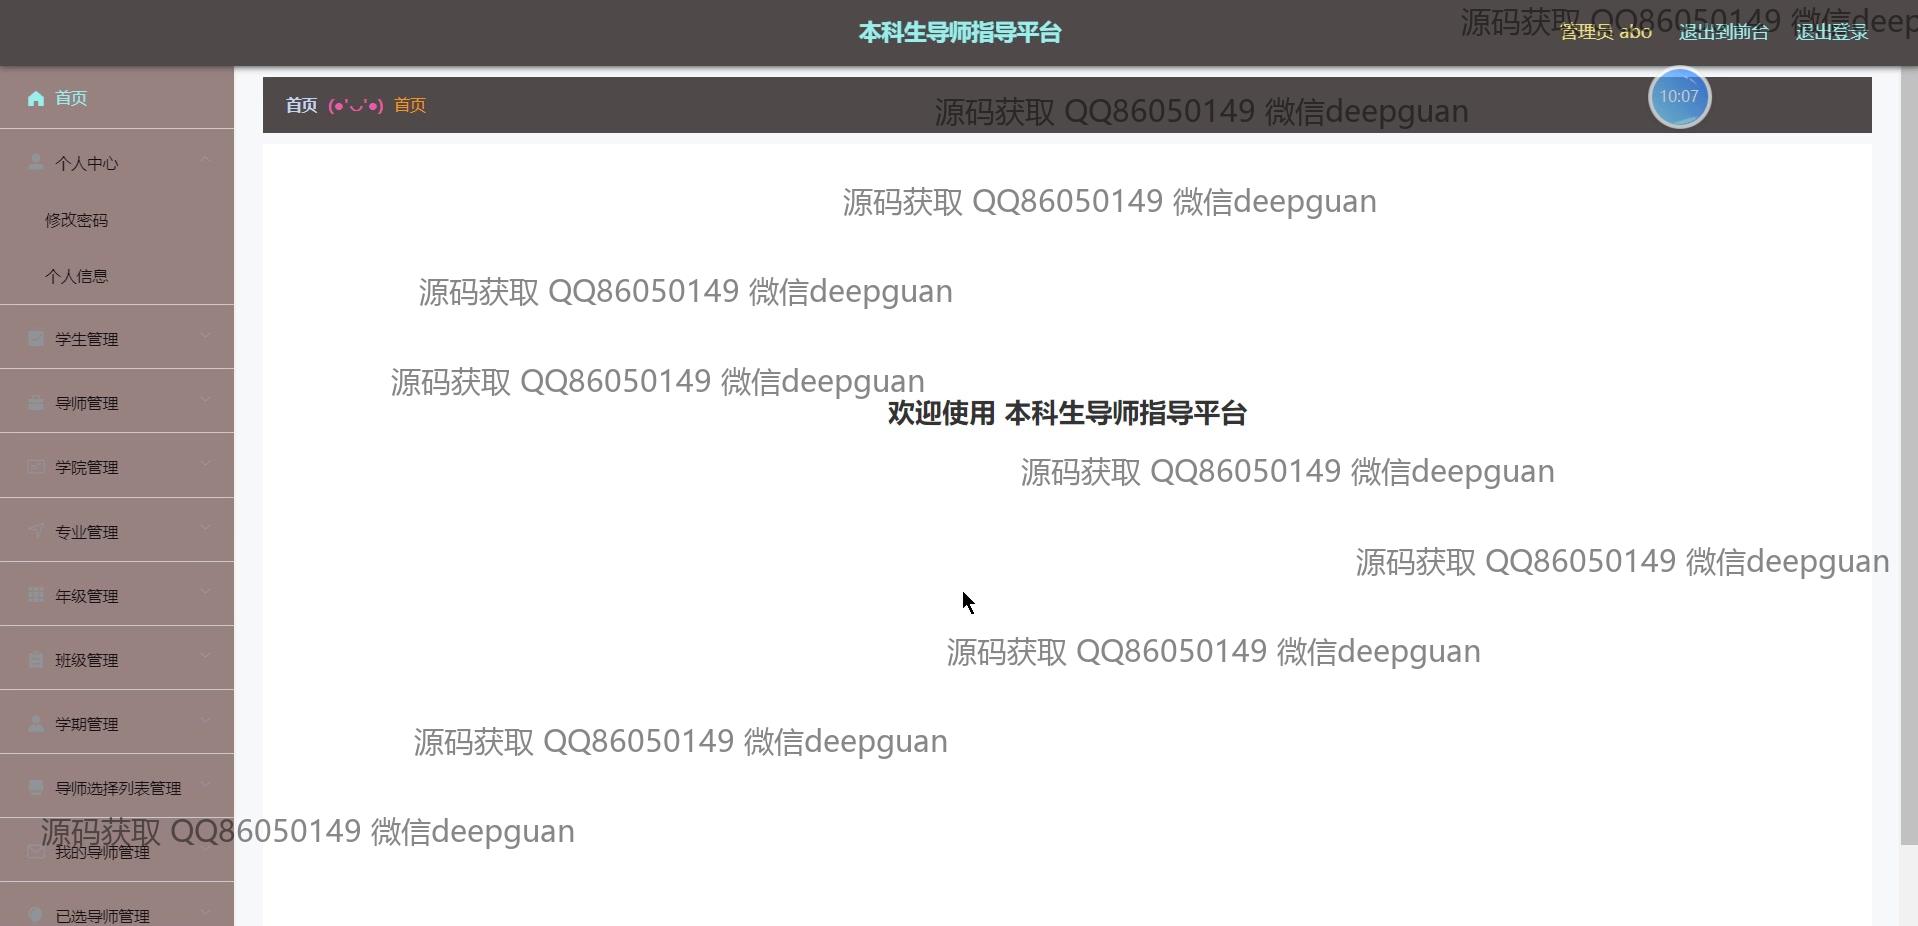 本科生导师指导平台
源码获取 QQ86050149 微信deep
管理员 abo
退出到前台
退出登录
首页
首页 (●'◡'●) 首页
源码获取 QQ86050149 微信deepguan
10:07
个人中心
修改密码
个人信息
学生管理
导师管理
学院管理
专业管理
年级管理
班级管理
学期管理
导师选择列表管理
我的导师管理
已选导师管理
源码获取 QQ86050149 微信deepguan
源码获取 QQ86050149 微信deepguan
源码获取 QQ86050149 微信deepguan
欢迎使用 本科生导师指导平台
源码获取 QQ86050149 微信deepguan
源码获取 QQ86050149 微信deepguan
源码获取 QQ86050149 微信deepguan
源码获取 QQ86050149 微信deepguan
源码获取 QQ86050149 微信deepguan